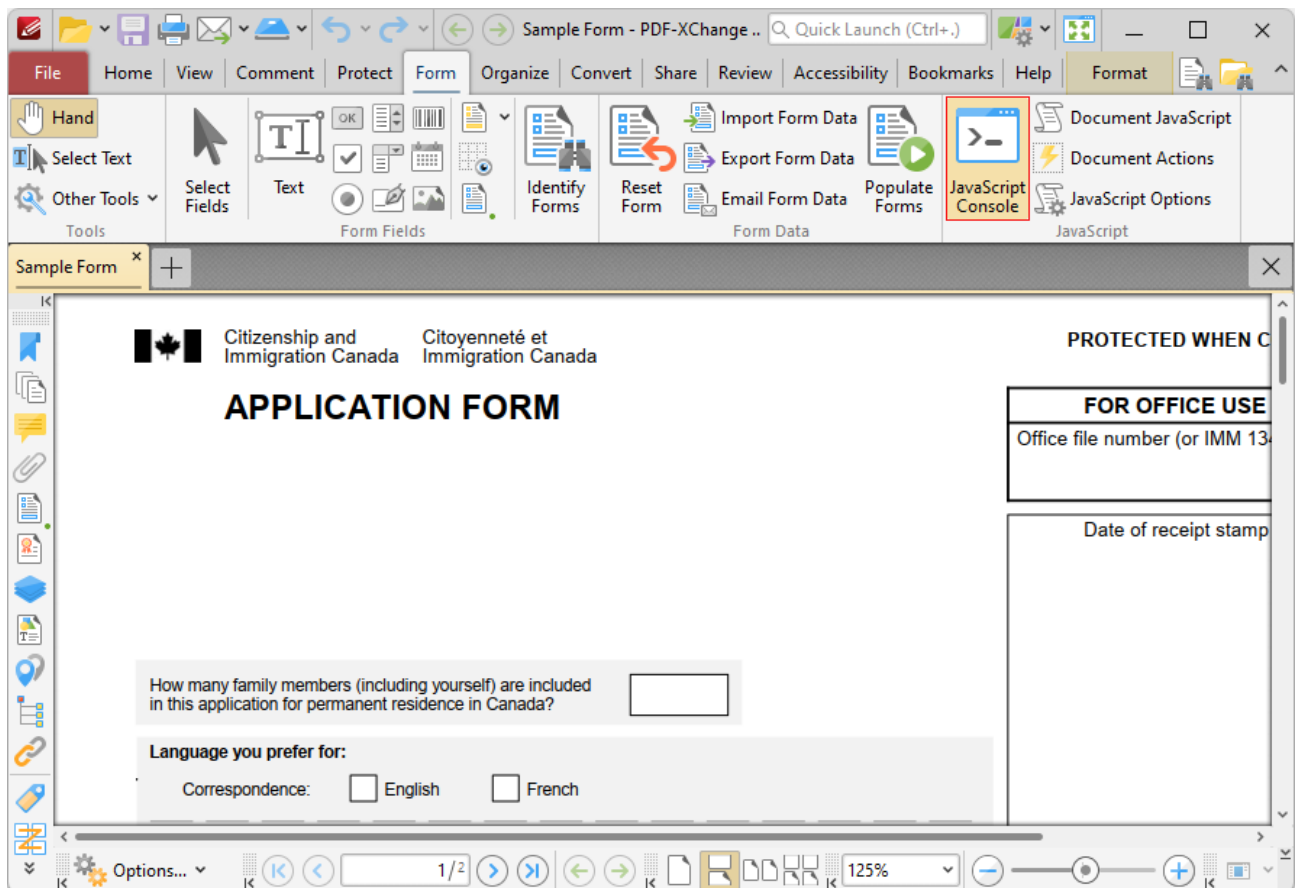 Sample Form - PDF-XChange ..
Quick Launch (Ctrl+.)
File Home View Comment Protect Form Organize Convert Share Review Accessibility Bookmarks Help Format
Hand
Select Text
Other Tools
Tools
Select
Fields
Text
OK
Form Fields
Identify
Forms
Reset
Form
Import Form Data
Export Form Data
Email Form Data
Populate
Forms
Form Data
JavaScript
Console
Document JavaScript
Document Actions
JavaScript Options
JavaScript
Sample Form
Citizenship and
Immigration Canada
Citoyenneté et
Immigration Canada
PROTECTED WHEN C
APPLICATION FORM
FOR OFFICE USE
Office file number (or IMM 134
Date of receipt stamp
How many family members (including yourself) are included
in this application for permanent residence in Canada?
Language you prefer for:
Correspondence: English French
Options... 1/2 125%